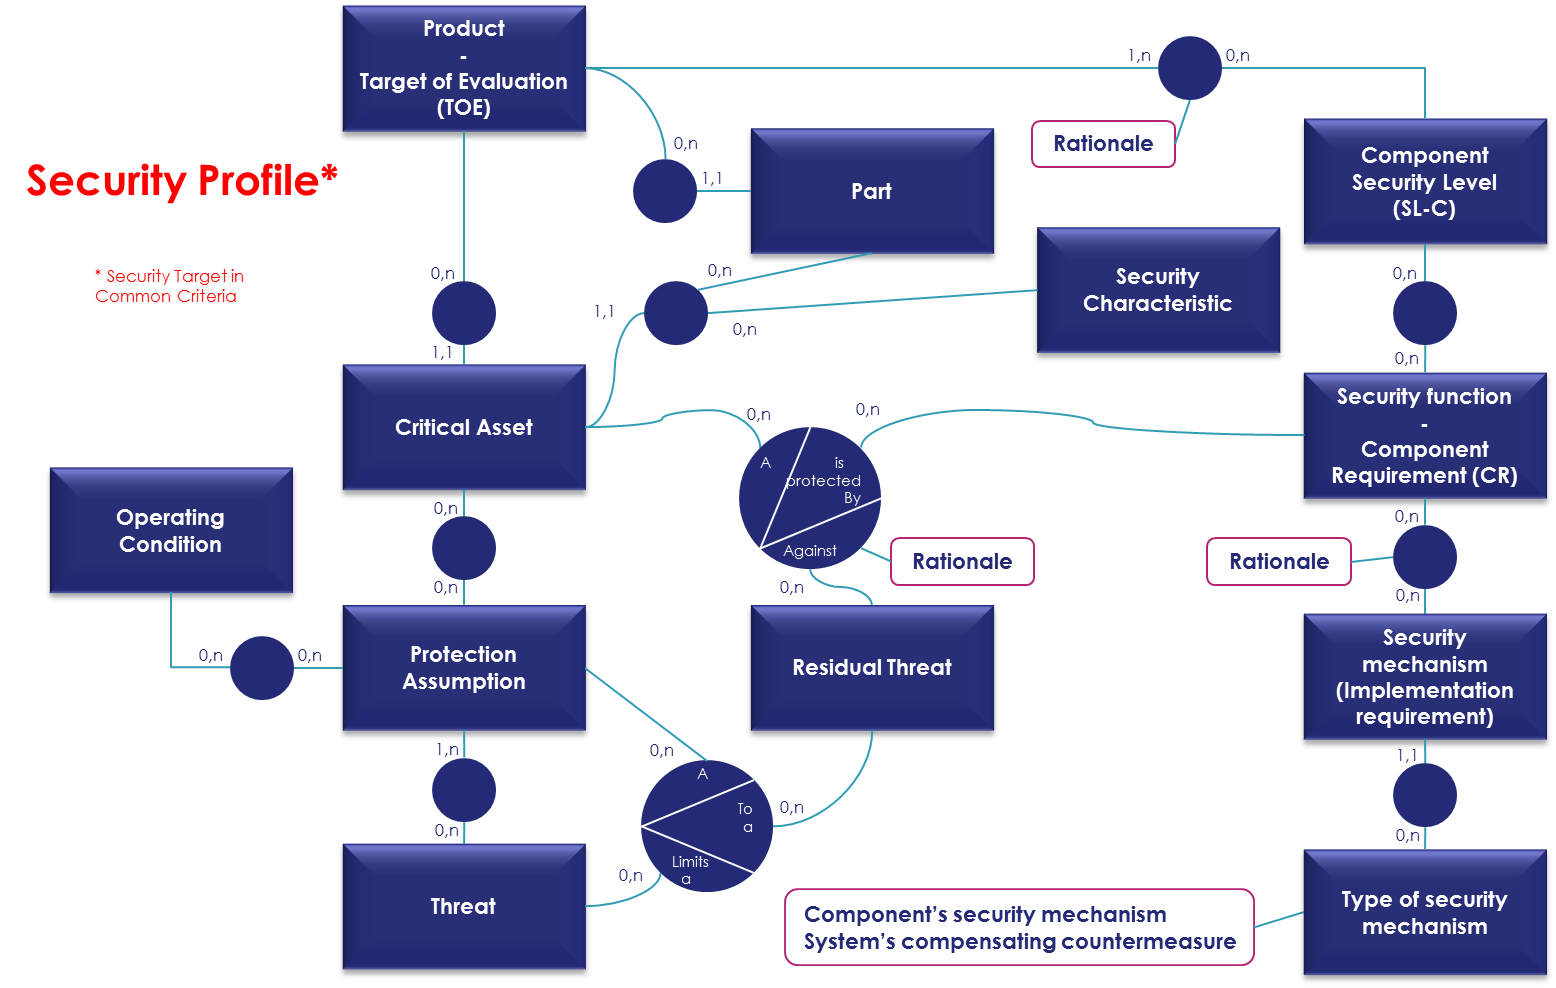 Product
-
Target of Evaluation
(TOE)
1,n
0,n
Rationale
0,n
1,1
Part
Component
Security Level
(SL-C)
Security Profile*
* Security Target in
Common Criteria
0,n
1,1
0,n
1,1
0,n
Security
Characteristic
0,n
0,n
Critical Asset
0,n
0,n
Security function
-
Component
Requirement (CR)
A
is
protected
By
Against
Rationale
0,n
0,n
0,n
Operating
Condition
0,n
0,n
Protection
Assumption
0,n
Residual Threat
0,n
Rationale
0,n
Security
mechanism
(Implementation
requirement)
1,n
0,n
0,n
A
To
a
Limits
a
0,n
0,n
Threat
1,1
0,n
Component's security mechanism
System's compensating countermeasure
Type of security
mechanism